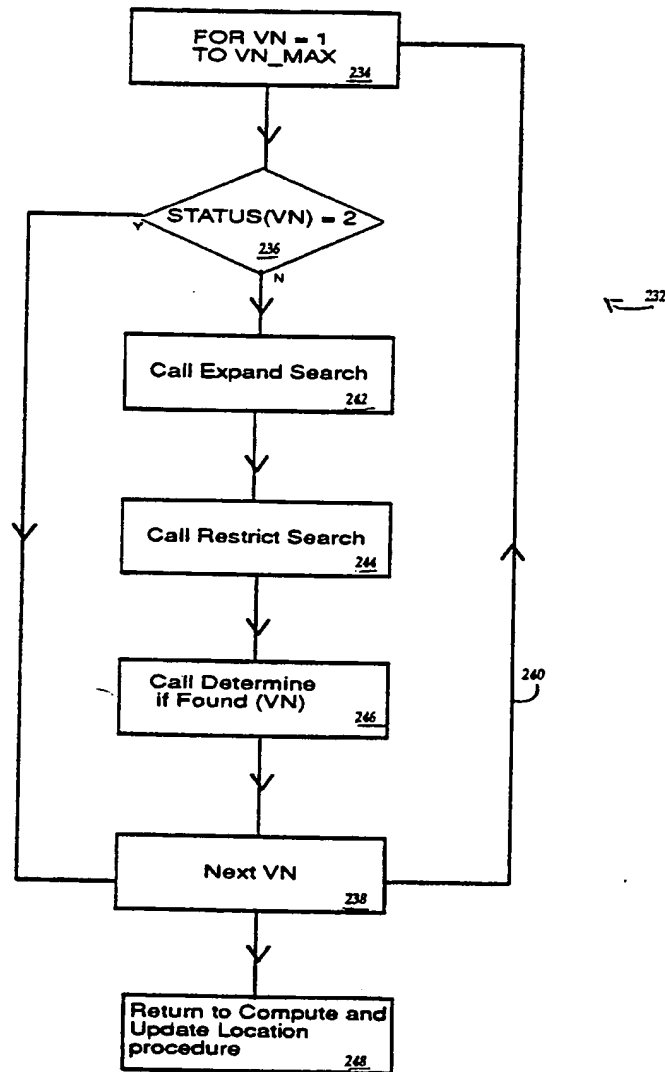 FOR VN = 1
TO VN_MAX
234
STATUS(VN) = 2
Y
236
N
232
Call Expand Search
242
Call Restrict Search
244
Call Determine
if Found (VN)
246
240
Next VN
238
Return to Compute and
Update Location
procedure
248